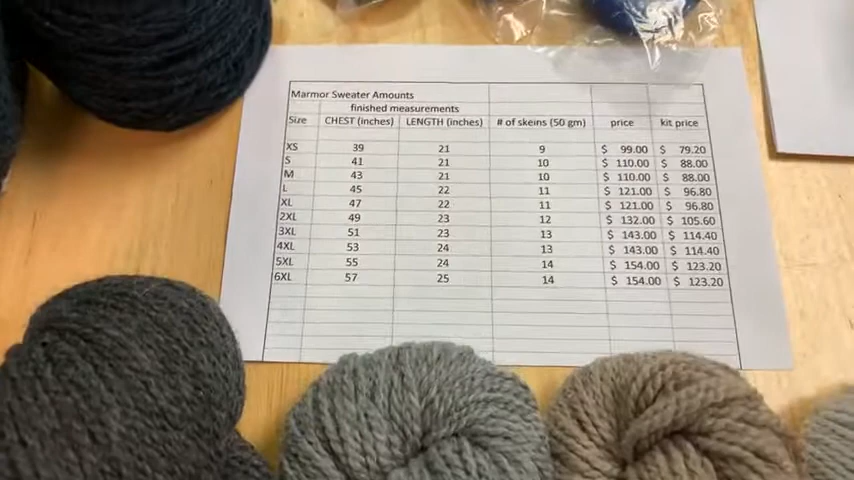 Marmor Sweater Amounts
finished measurements
Size CHEST (inches) LENGTH (inches) # of skeins (50 gm) price kit price
XS 39 21 9 $ 99.00 $ 79.20
S 41 21 10 $ 110.00 $ 88.00
M 43 21 10 $ 110.00 $ 88.00
L 45 22 11 $ 121.00 $ 96.80
XL 47 22 11 $ 121.00 $ 96.80
2XL 49 23 12 $ 132.00 $ 105.60
3XL 51 23 13 $ 143.00 $ 114.40
4XL 53 24 13 $ 143.00 $ 114.40
5XL 55 24 14 $ 154.00 $ 123.20
6XL 57 25 14 $ 154.00 $ 123.20